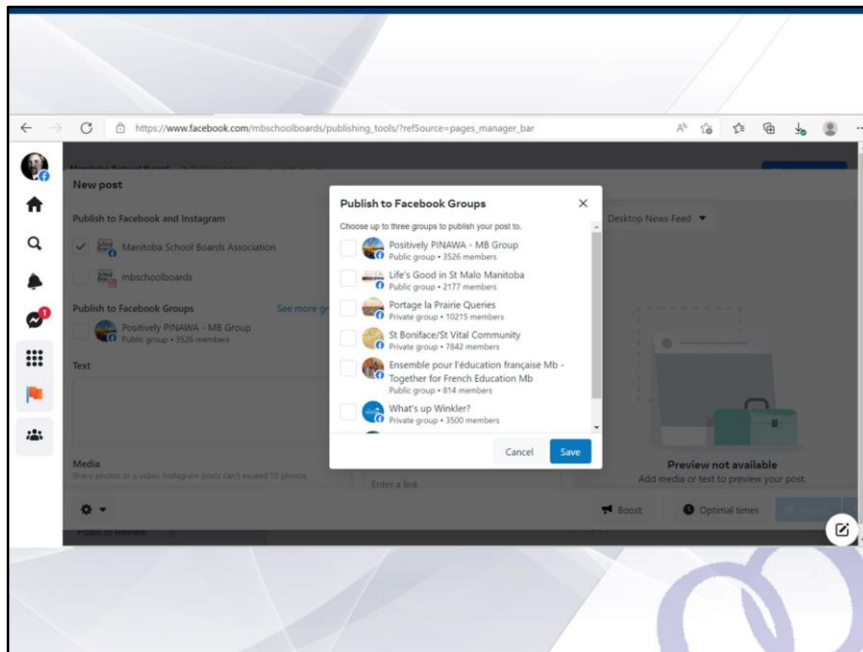 https://www.facebook.com/mbschoolboards/publishing_tools/?refSource=pages_manager_bar
New post
Publish to Facebook and Instagram
Manitoba School Boards Association
mbschoolboards
Publish to Facebook Groups
See more
Positively PINAWA - MB Group
Public group • 3526 members
Text
Media
Share photos or a video. Instagram posts can't exceed 10 photos.
Publish to Facebook Groups
Choose up to three groups to publish your post to.
Positively PINAWA - MB Group
Public group • 3526 members
Life's Good in St Malo Manitoba
Public group • 2177 members
Portage la Prairie Queries
Private group • 10215 members
St Boniface/St Vital Community
Private group • 7842 members
Ensemble pour l'éducation française Mb -
Together for French Education Mb
Public group • 814 members
What's up Winkler?
Private group • 3500 members
Cancel
Save
Enter a link
Desktop News Feed
Preview not available
Add media or text to preview your post.
Boost
Optimal times
Posts to Review
1